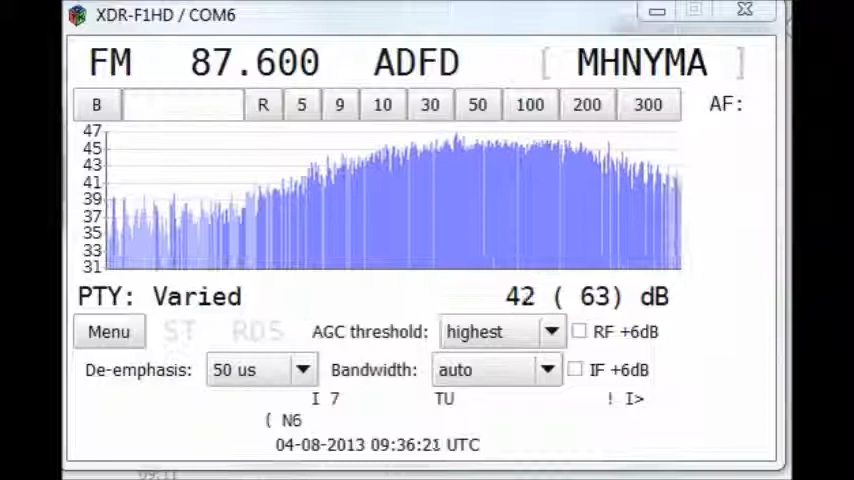 XDR-F1HD / COM6
FM 87.600 ADFD [ MHNYMA ]
B R 5 9 10 30 50 100 200 300 AF:
47
45
43
41
39
37
35
33
31
PTY: Varied 42 ( 63) dB
Menu ST RDS AGC threshold: highest RF +6dB
De-emphasis: 50 us Bandwidth: auto IF +6dB
I 7 TU ! I>
( N6
04-08-2013 09:36:21 UTC